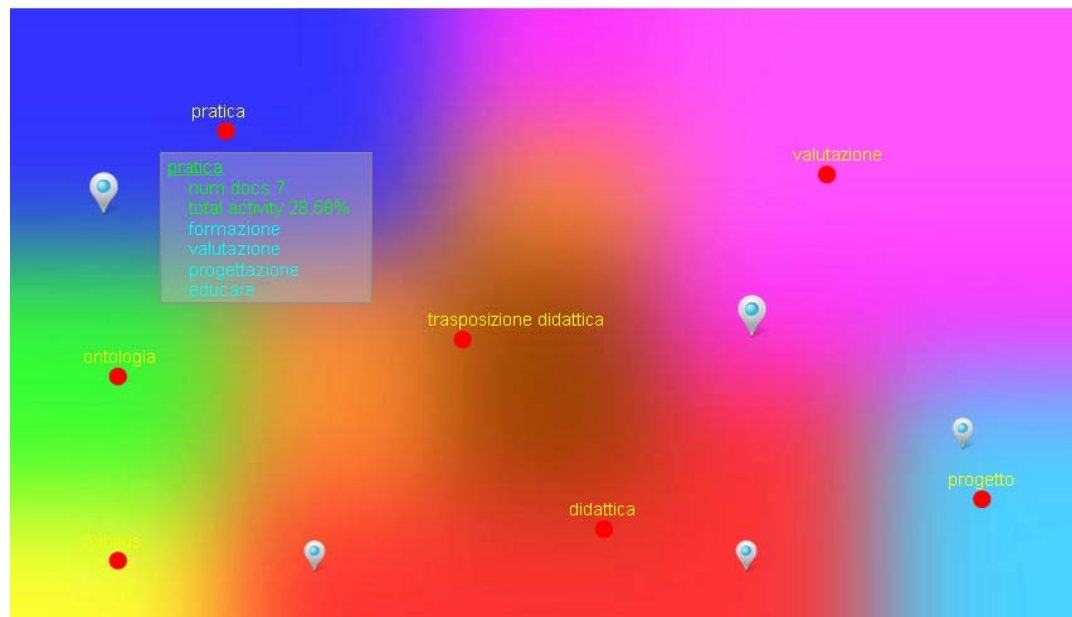 pratica
valutazione
pratica
num docs 7
total activity 28,58%
formazione
valutazione
progettazione
educare
trasposizione didattica
ontologia
progetto
didattica